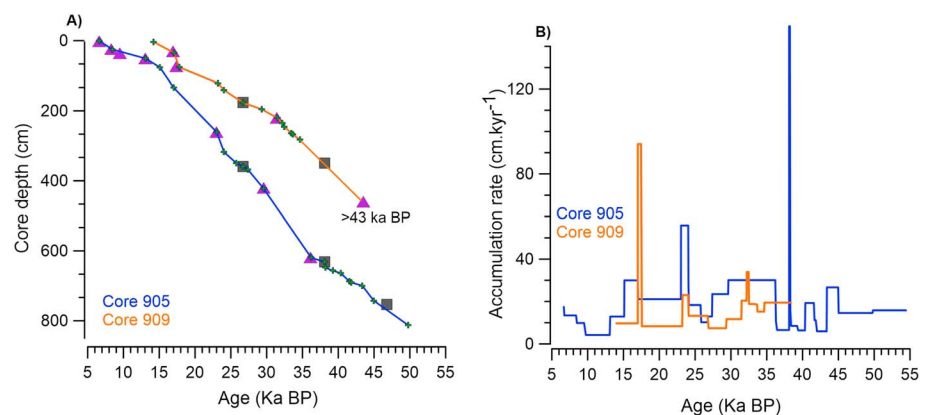 A)
0
200
400
600
800
Core depth (cm)
>43 ka BP
Core 905
Core 909
5 10 15 20 25 30 35 40 45 50 55
Age (Ka BP)
B)
120
80
40
0
Accumulation rate (cm.kyr-1)
Core 905
Core 909
5 10 15 20 25 30 35 40 45 50 55
Age (Ka BP)